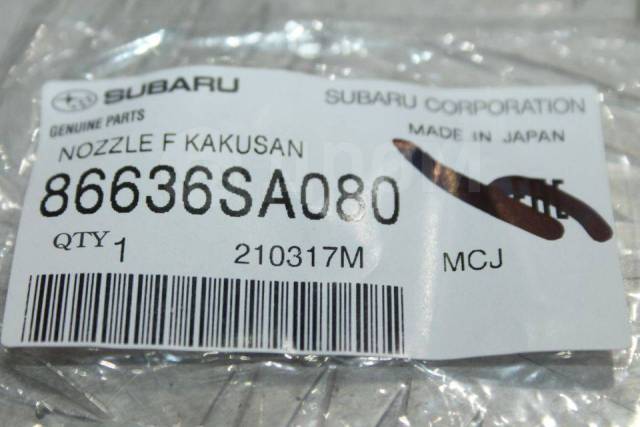 SUBARU
GENUINE PARTS
SUBARU CORPORATION
MADE IN JAPAN
NOZZLE F KAKUSAN
86636SA080
QTY 1 210317M MCJ